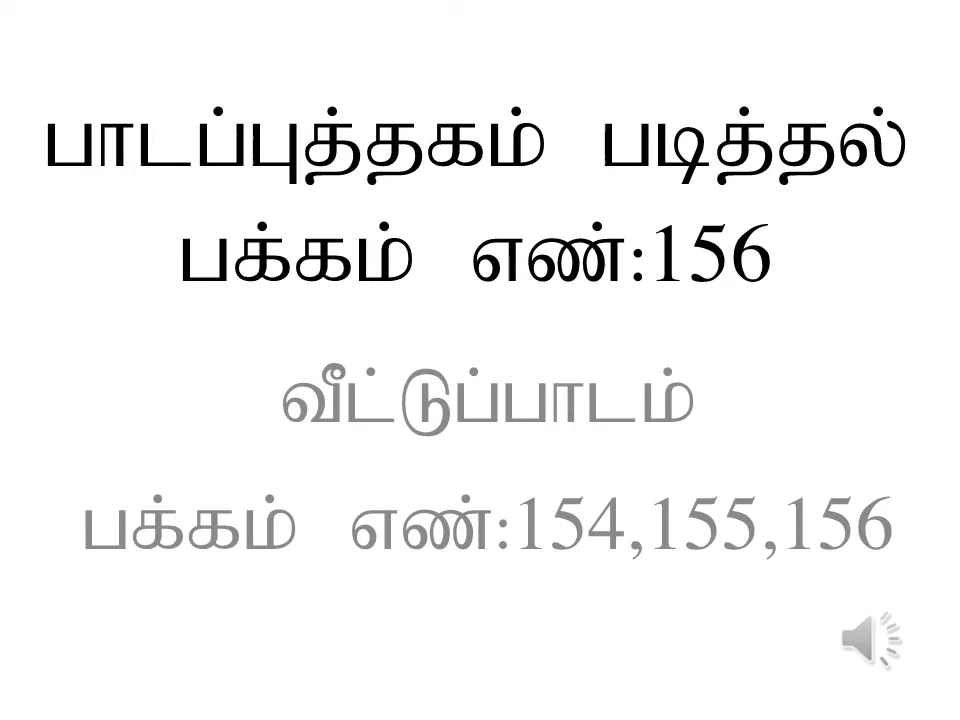 பாடப்புத்தகம் படித்தல்
பக்கம் எண்:156
வீட்டுப்பாடம்
பக்கம் எண்:154,155,156